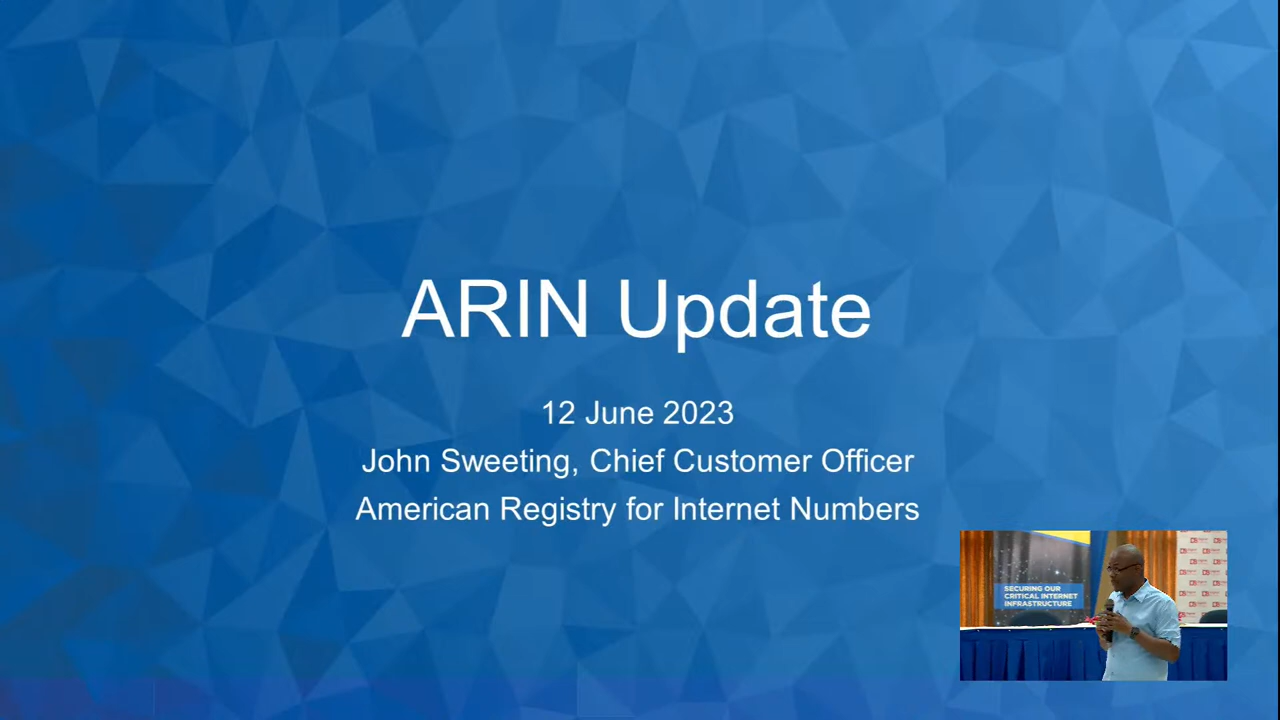 ARIN Update
12 June 2023
John Sweeting, Chief Customer Officer
American Registry for Internet Numbers
SECURING OUR
CRITICAL INTERNET
INFRASTRUCTURE